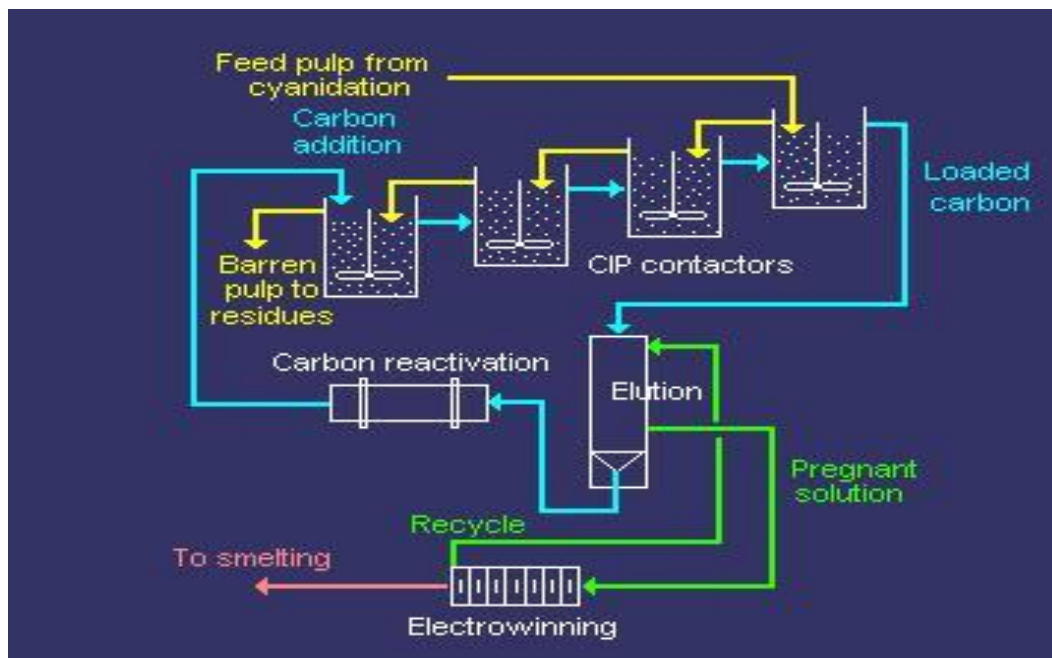 Feed pulp from
cyanidation
Carbon
addition
Loaded
carbon
CIP contactors
Barren
pulp to
residues
Carbon reactivation
Elution
Pregnant
solution
Recycle
To smelting
Electrowinning